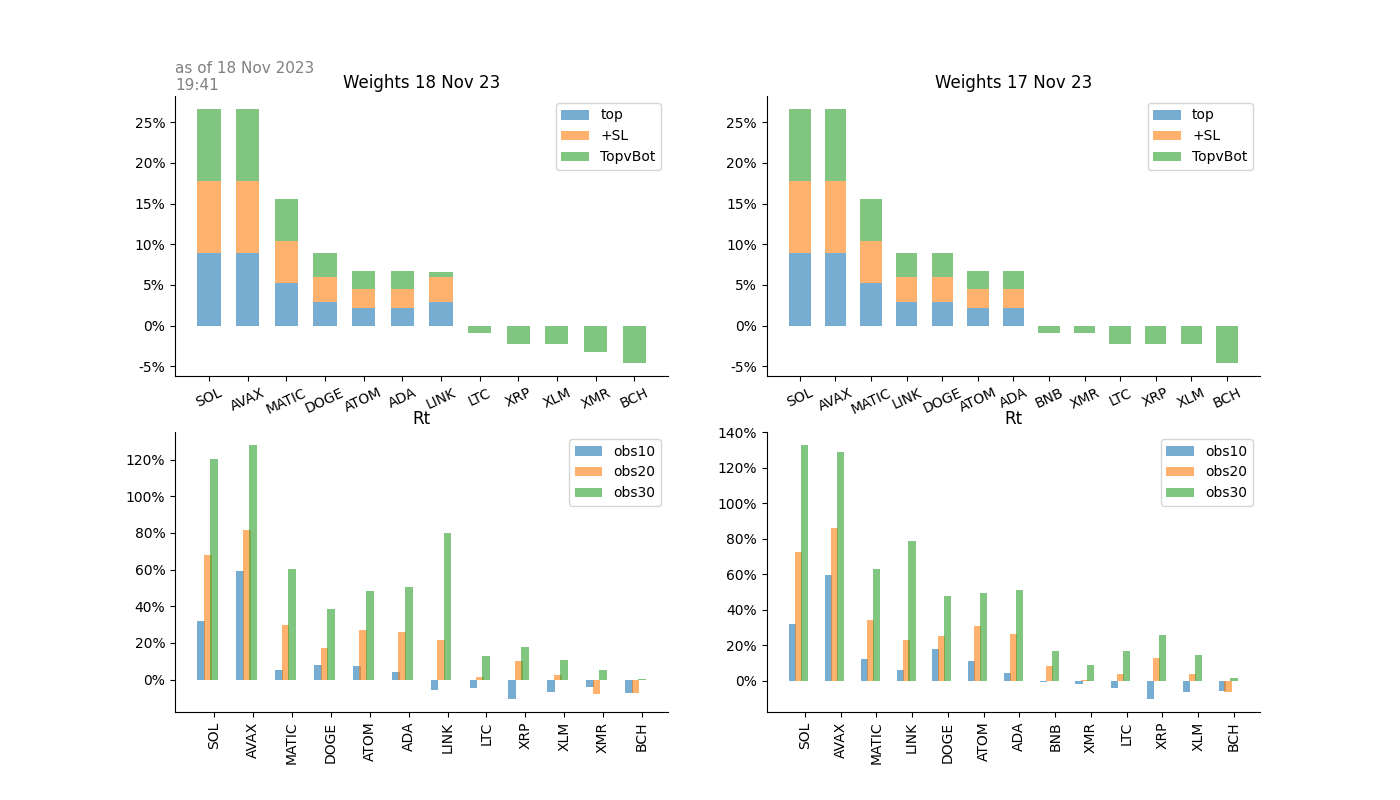 as of 18 Nov 2023
19:41
Weights 18 Nov 23
25%
20%
15%
10%
5%
0%
-5%
top
+SL
TopvBot
SOL AVAX MATIC DOGE ATOM ADA LINK LTC XRP XLM XMR BCH
Weights 17 Nov 23
25%
20%
15%
10%
5%
0%
-5%
top
+SL
TopvBot
SOL AVAX MATIC LINK DOGE ATOM ADA BNB XMR LTC XRP XLM BCH
Rt
120%
100%
80%
60%
40%
20%
0%
obs10
obs20
obs30
SOL AVAX MATIC DOGE ATOM ADA LINK LTC XRP XLM XMR BCH
Rt
140%
120%
100%
80%
60%
40%
20%
0%
obs10
obs20
obs30
SOL AVAX MATIC LINK DOGE ATOM ADA BNB XMR LTC XRP XLM BCH